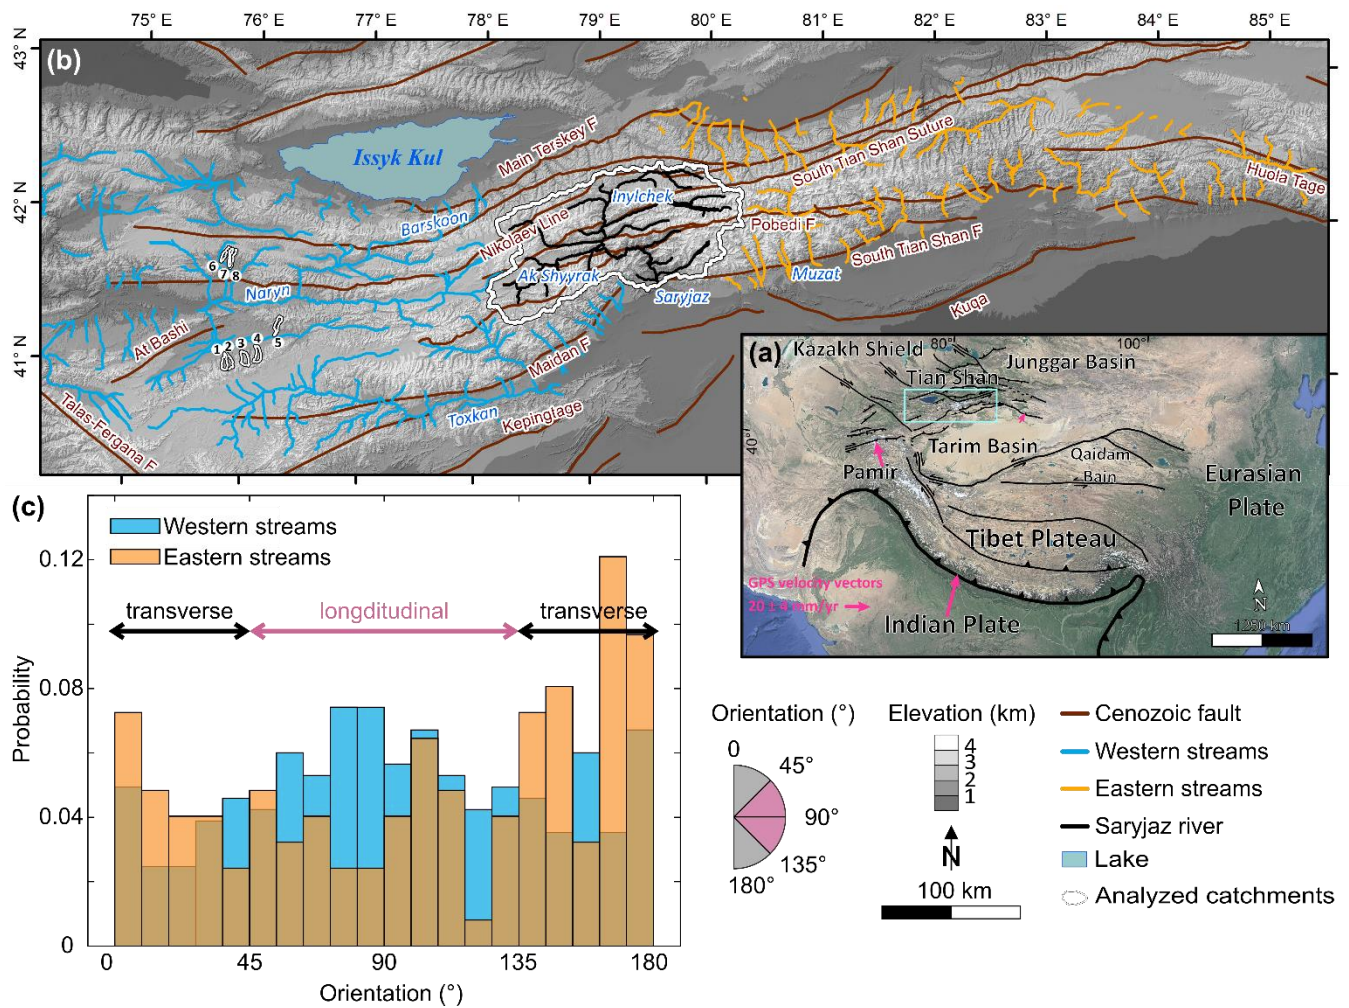 75° E 76° E 77° E 78° E 79° E 80° E 81° E 82° E 83° E 84° E 85° E
43° N
42° N
41° N
(b)
Issyk Kul
Main Terskey F
South Tian Shan Suture
Huola Tage
Barskoon
Nikolaev Line
Inylchek
Pobedi F
South Tian Shan F
Ak Shyyrak
Saryjaz
Muzat
Kuqa
6
7 8
Naryn
At Bashi
1 2 3 4
5
Maidan F
Toxkan
Kepingtage
Talas-Fergana F
(a)
80° 100°
40°
Kazakh Shield
Junggar Basin
Tian Shan
Tarim Basin
Pamir
Qaidam
Bain
Eurasian
Plate
Tibet Plateau
GPS velocity vectors
20 ± 4 mm/yr
Indian Plate
N
1250 km
(c)
Western streams
Eastern streams
transverse longditudinal transverse
0.12
0.08
0.04
0
Probability
0 45 90 135 180
Orientation (°)
Orientation (°)
0
45°
90°
135°
180°
Elevation (km)
4
3
2
1
N
100 km
Cenozoic fault
Western streams
Eastern streams
Saryjaz river
Lake
Analyzed catchments